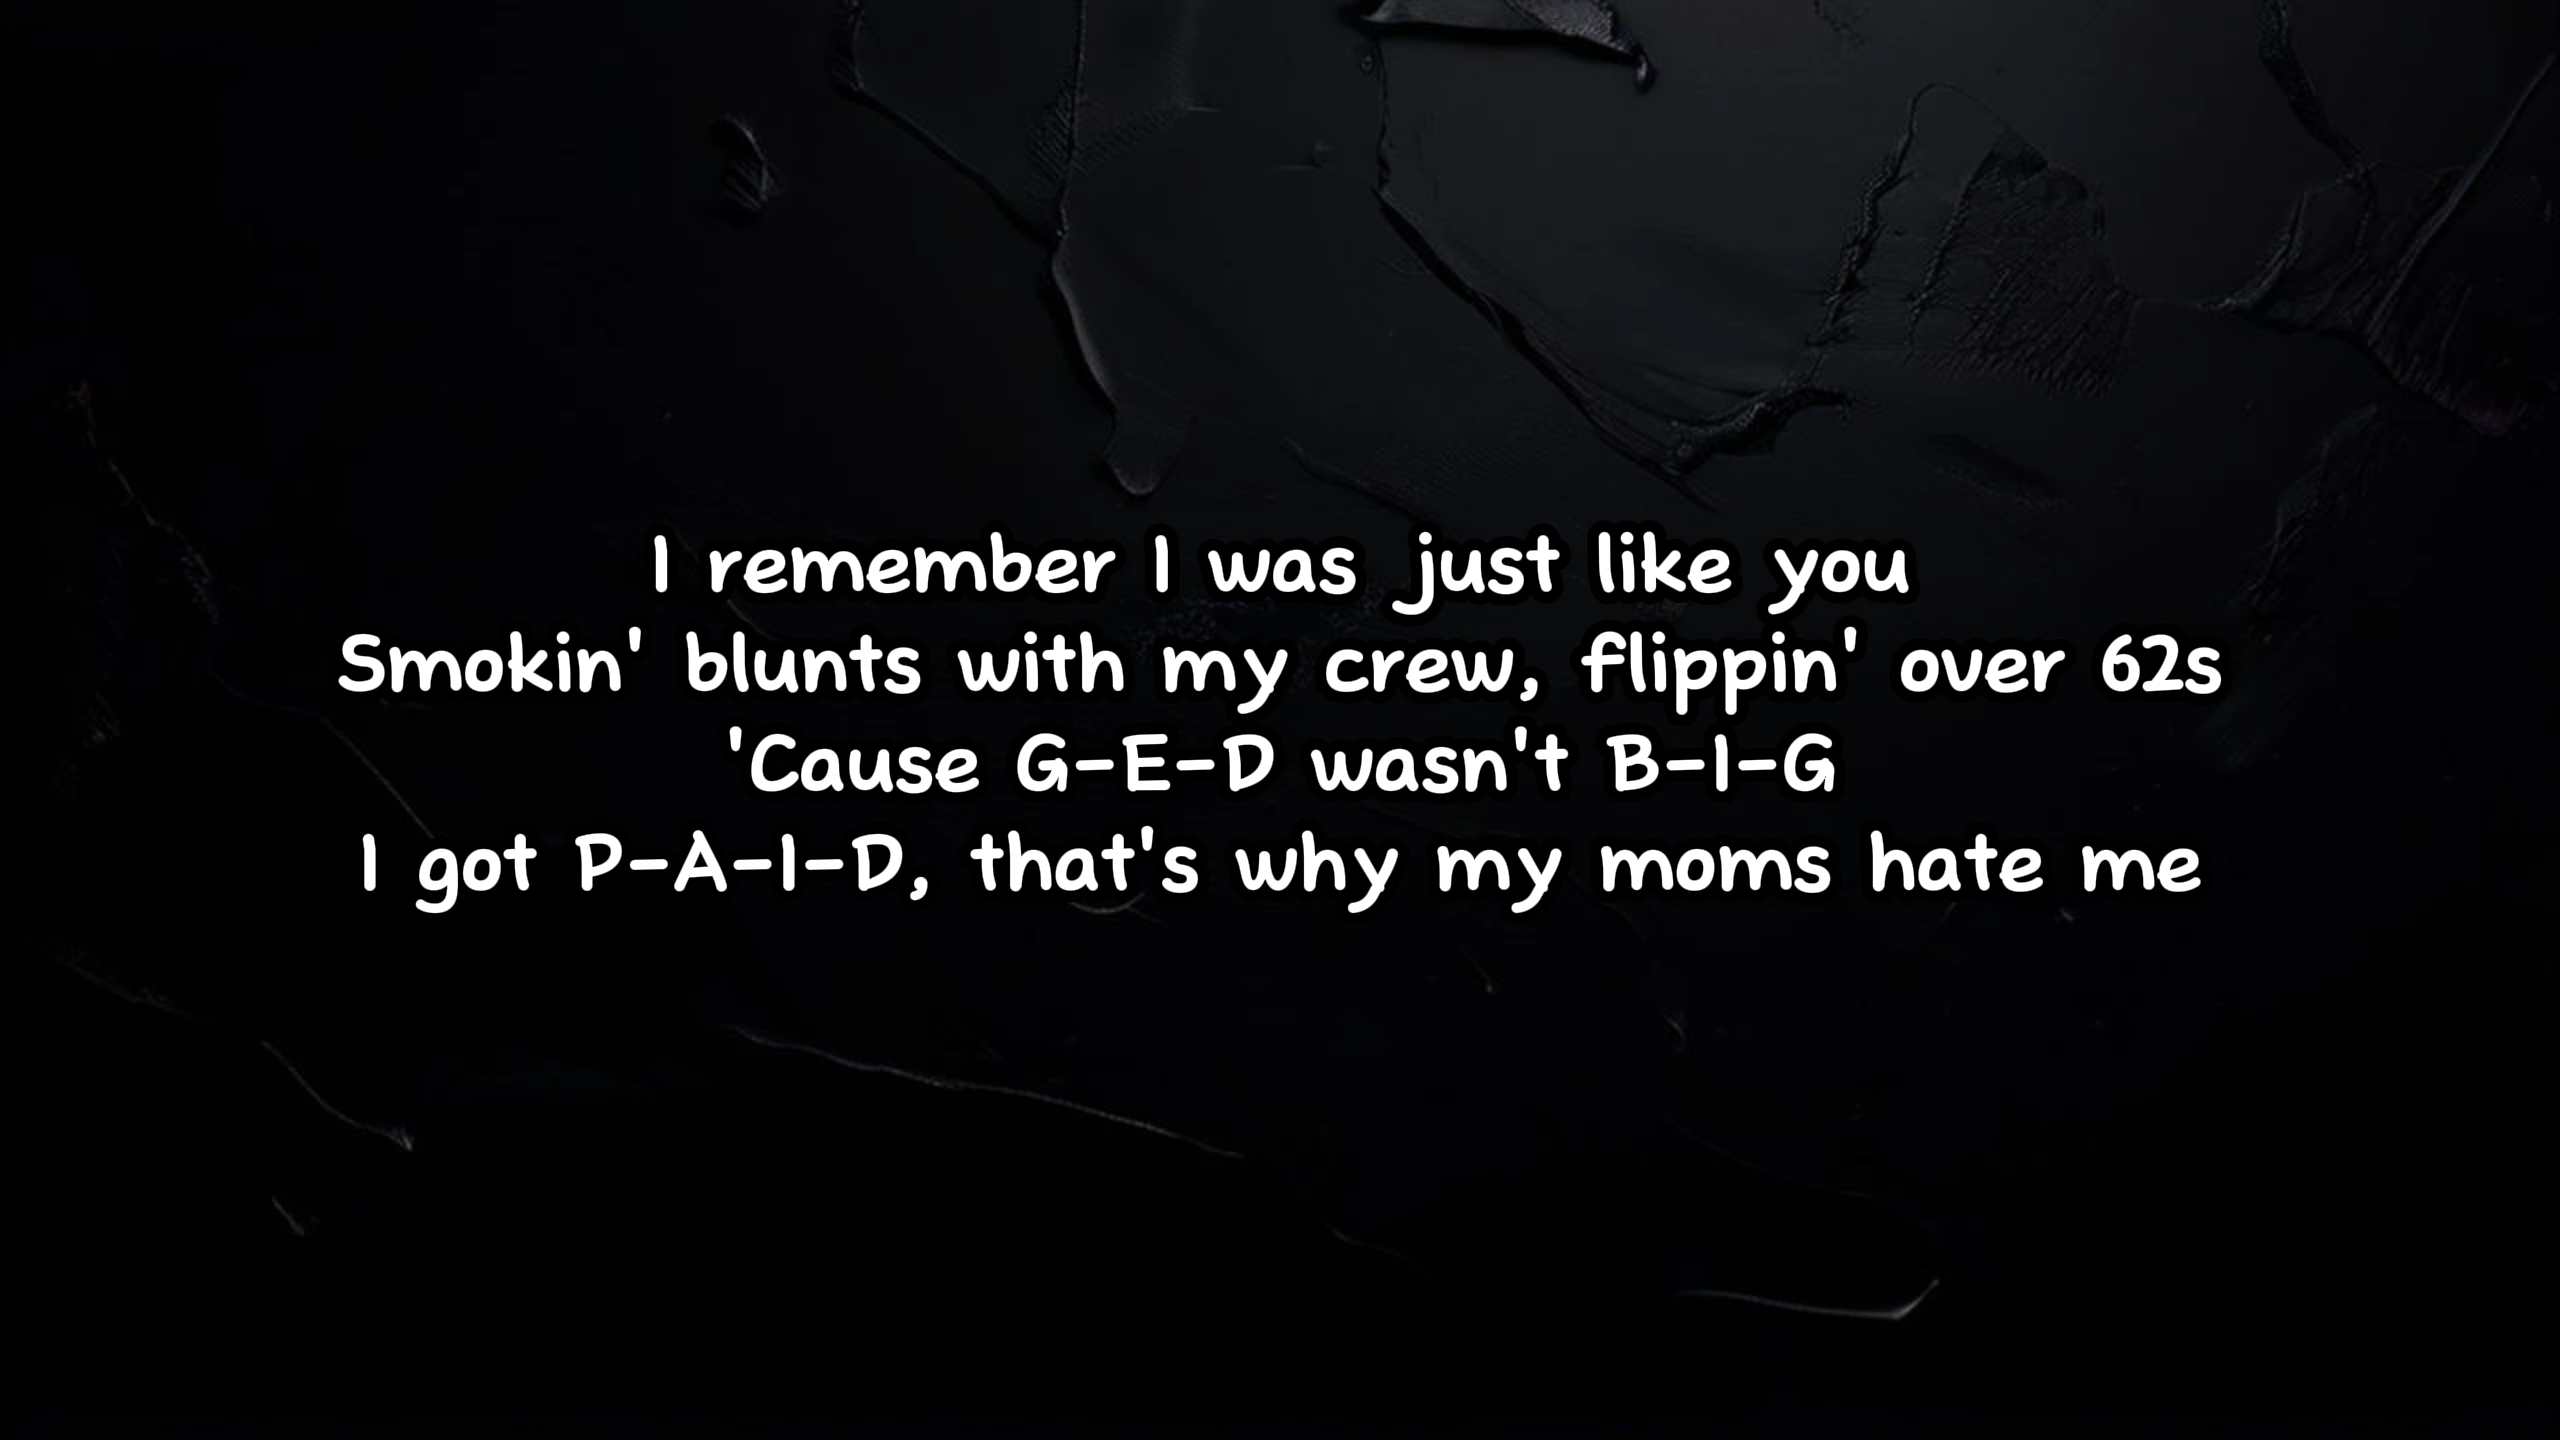 I remember I was just like you
Smokin' blunts with my crew, flippin' over 62s
'Cause G-E-D wasn't B-I-G
I got P-A-I-D, that's why my moms hate me